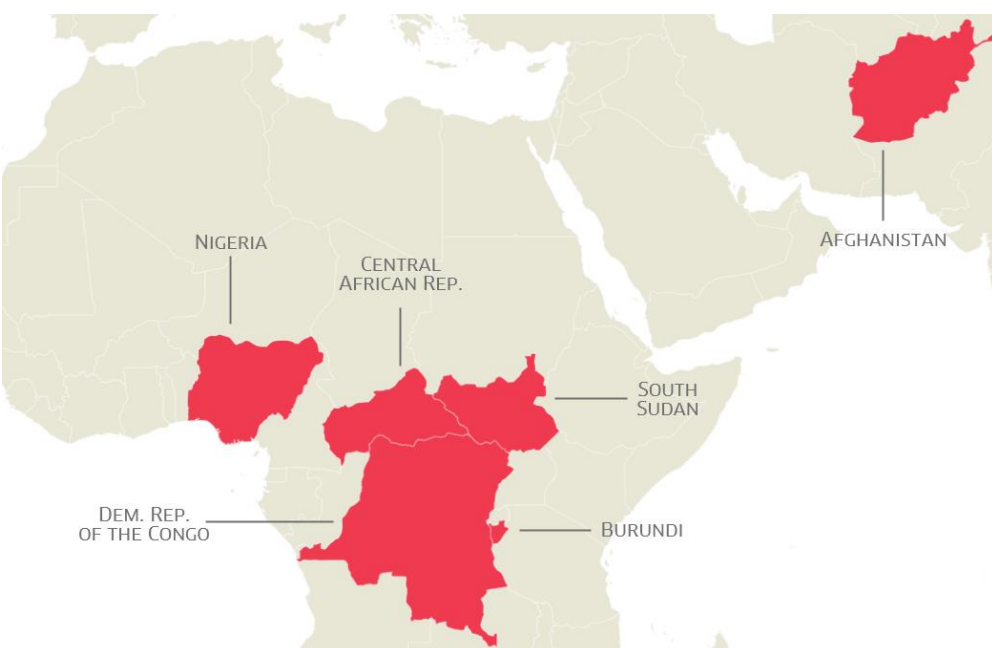 NIGERIA
CENTRAL
AFRICAN REP.
AFGHANISTAN
SOUTH
SUDAN
DEM. REP.
OF THE CONGO
BURUNDI